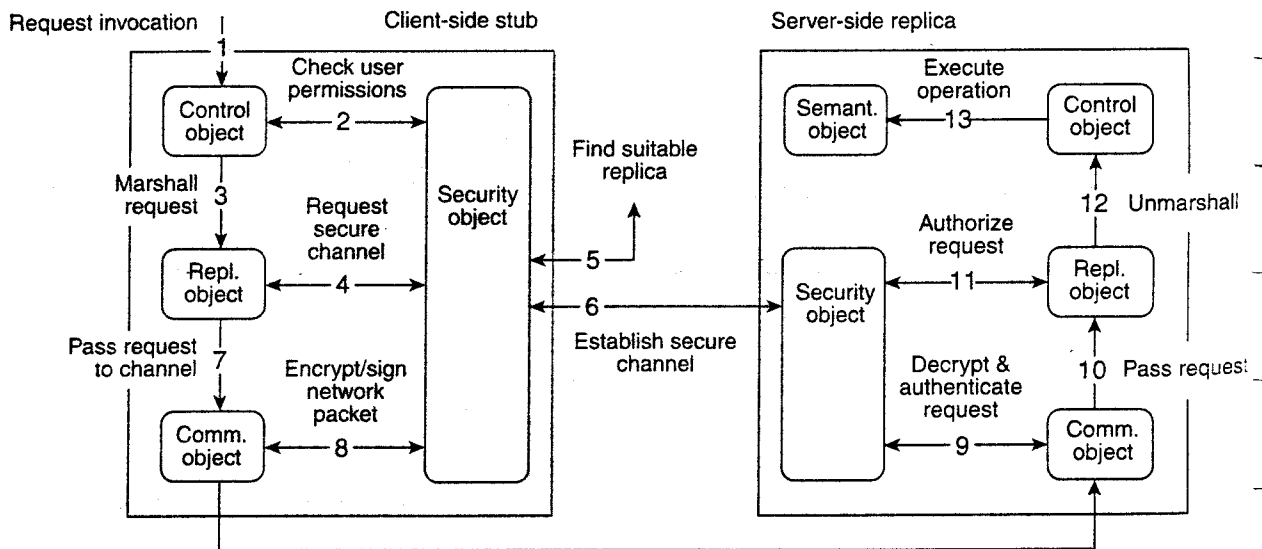 Request invocation
Client-side stub
Server-side replica
1
Check user
permissions
2
Control
object
Marshall
request
3
Security
object
Request
secure
channel
4
Repl.
object
Find suitable
replica
5
6
Establish secure
channel
Pass request
to channel
7
Encrypt/sign
network
packet
8
Comm.
object
Execute
operation
Semant.
object
13
Control
object
12
Unmarshall
Authorize
request
11
Repl.
object
Security
object
10
Pass request
Decrypt &
authenticate
request
9
Comm.
object